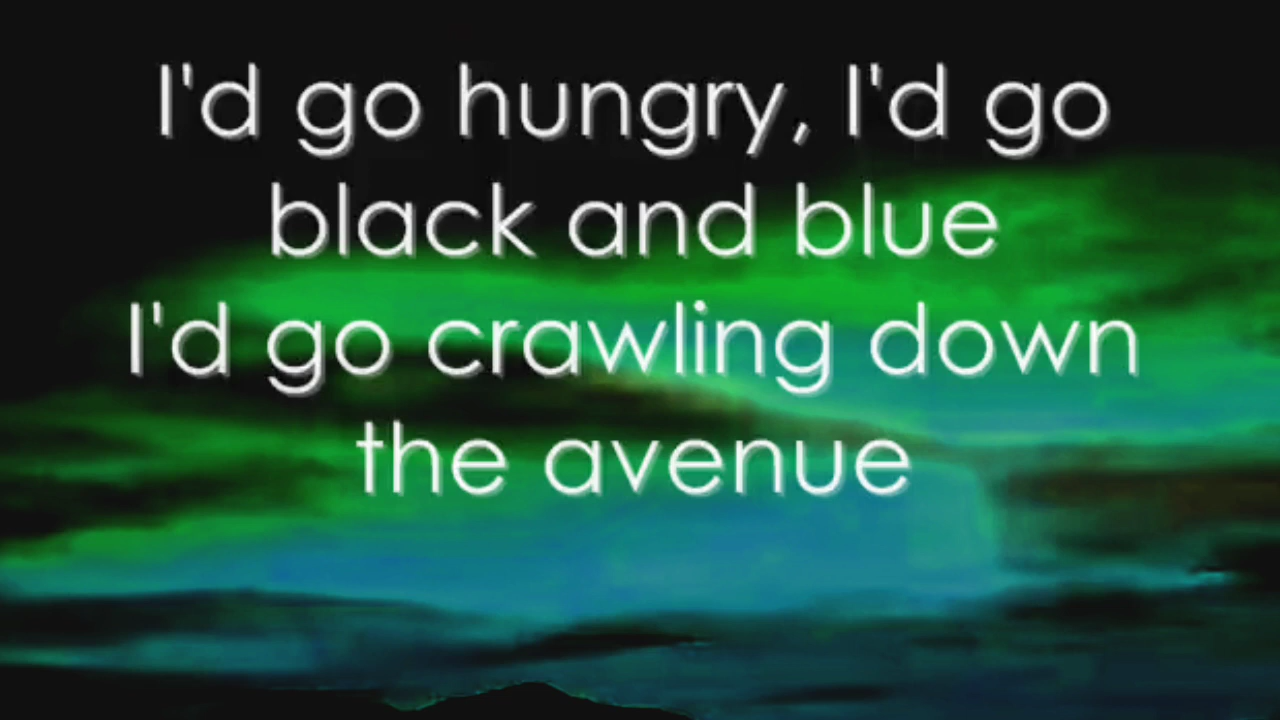 I'd go hungry, I'd go
black and blue
I'd go crawling down
the avenue